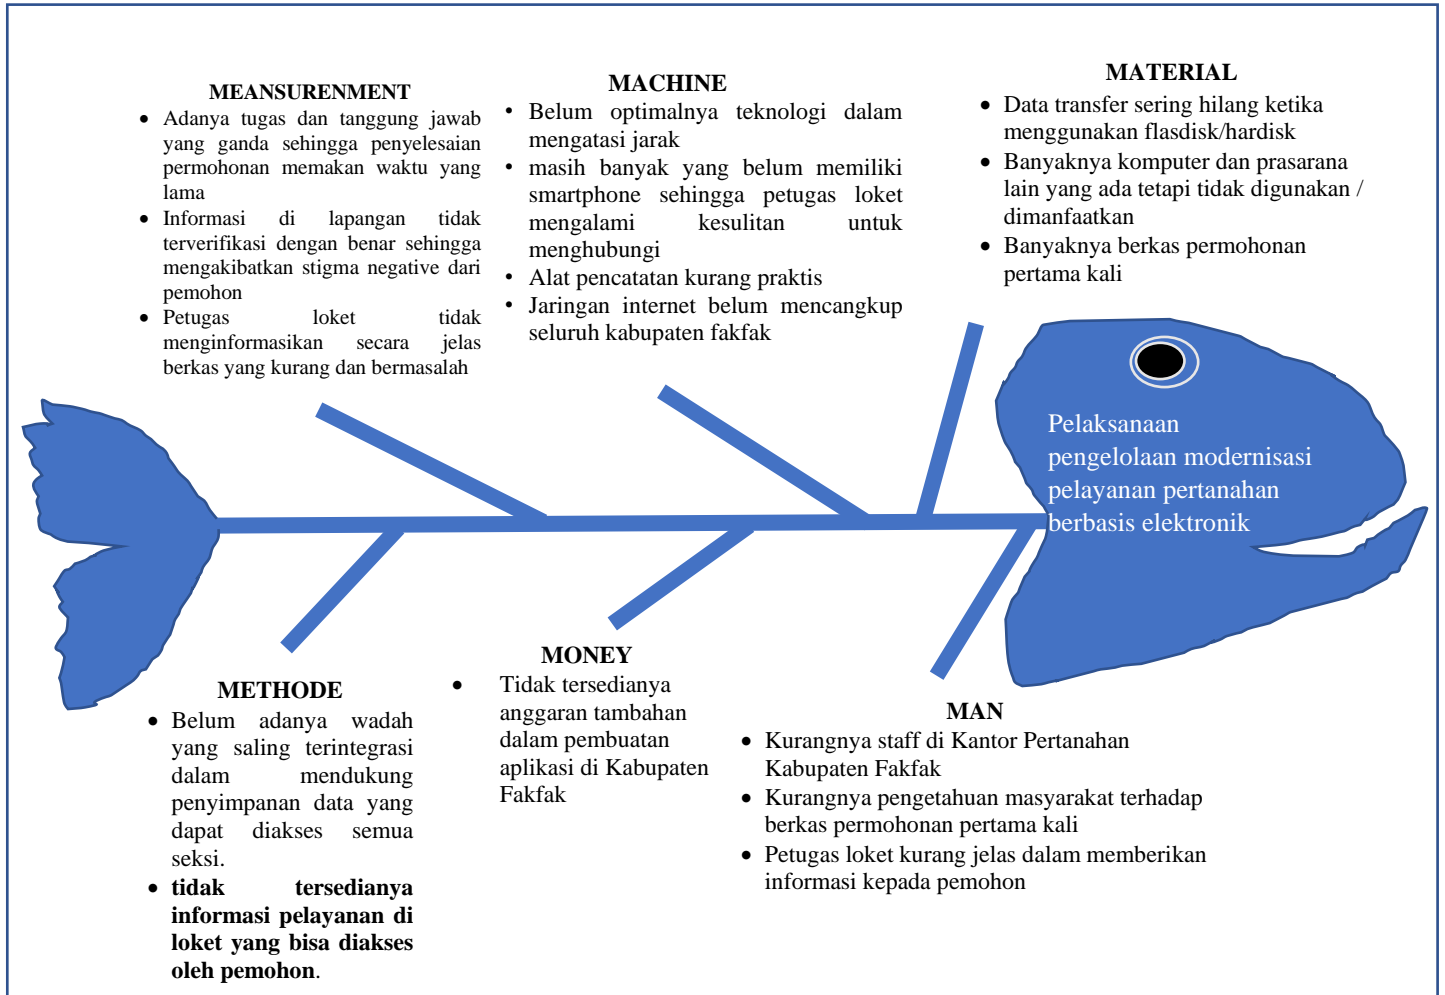 MEANSURENMENT
• Adanya tugas dan tanggung jawab
yang ganda sehingga penyelesaian
permohonan memakan waktu yang
lama
• Informasi di lapangan tidak
terverifikasi dengan benar sehingga
mengakibatkan stigma negative dari
pemohon
• Petugas loket tidak
menginformasikan secara jelas
berkas yang kurang dan bermasalah
MACHINE
• Belum optimalnya teknologi dalam
mengatasi jarak
• masih banyak yang belum memiliki
smartphone sehingga petugas loket
mengalami kesulitan untuk
menghubungi
• Alat pencatatan kurang praktis
• Jaringan internet belum mencangkup
seluruh kabupaten fakfak
MATERIAL
• Data transfer sering hilang ketika
menggunakan flasdisk/hardisk
• Banyaknya komputer dan prasarana
lain yang ada tetapi tidak digunakan /
dimanfaatkan
• Banyaknya berkas permohonan
pertama kali
Pelaksanaan
pengelolaan modernisasi
pelayanan pertanahan
berbasis elektronik
METHODE
• Belum adanya wadah
yang saling terintegrasi
dalam mendukung
penyimpanan data yang
dapat diakses semua
seksi.
• tidak tersedianya
informasi pelayanan di
loket yang bisa diakses
oleh pemohon.
MONEY
• Tidak tersedianya
anggaran tambahan
dalam pembuatan
aplikasi di Kabupaten
Fakfak
MAN
• Kurangnya staff di Kantor Pertanahan
Kabupaten Fakfak
• Kurangnya pengetahuan masyarakat terhadap
berkas permohonan pertama kali
• Petugas loket kurang jelas dalam memberikan
informasi kepada pemohon